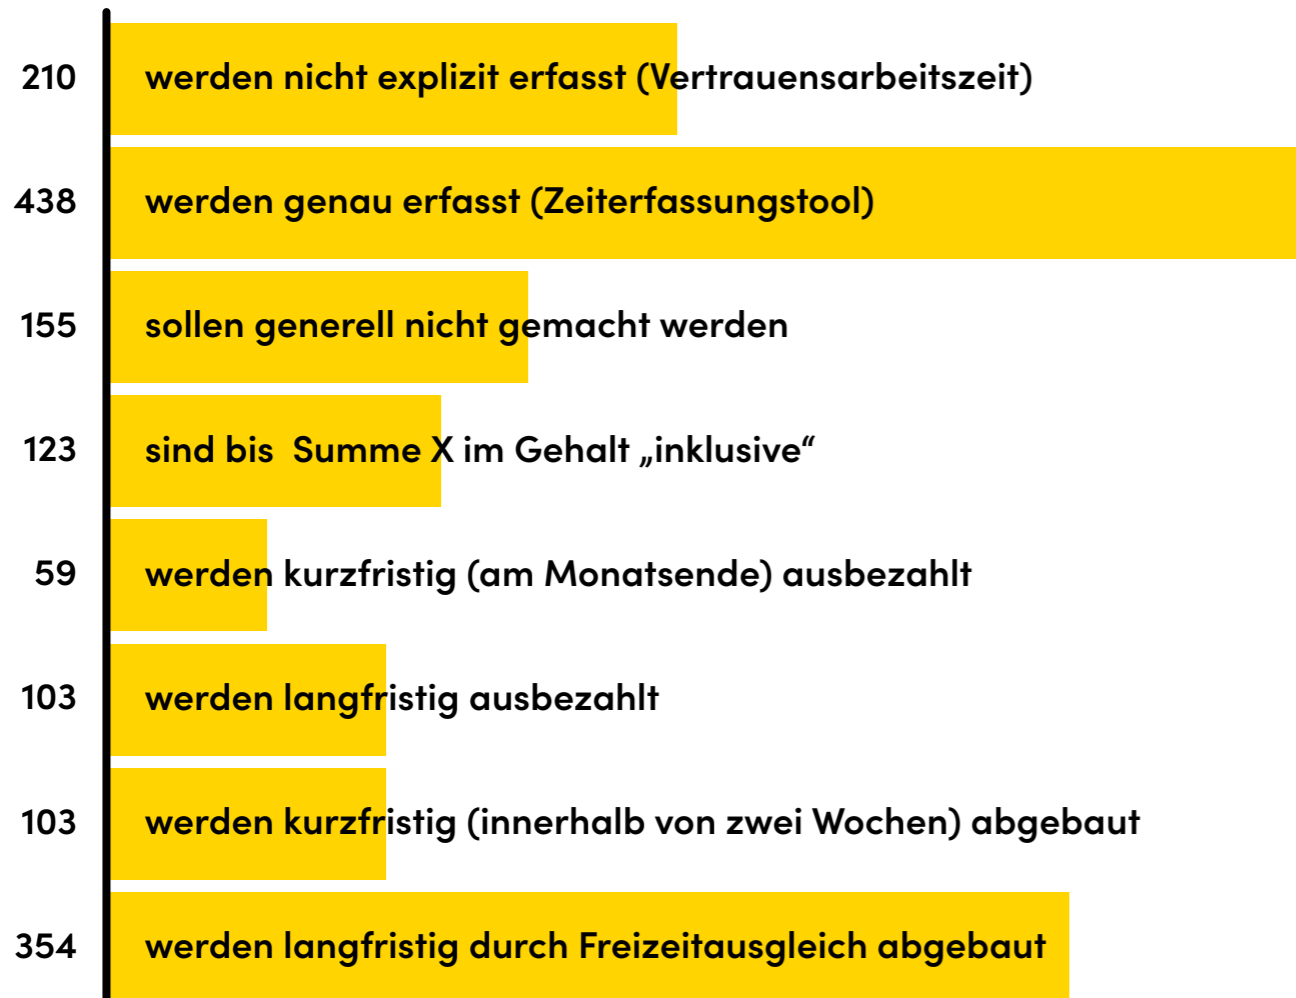 210 werden nicht explizit erfasst (Vertrauensarbeitszeit)
438 werden genau erfasst (Zeiterfassungstool)
155 sollen generell nicht gemacht werden
123 sind bis  Summe X im Gehalt „inklusive“
59 werden kurzfristig (am Monatsende) ausbezahlt
103 werden langfristig ausbezahlt
103 werden kurzfristig (innerhalb von zwei Wochen) abgebaut
354 werden langfristig durch Freizeitausgleich abgebaut